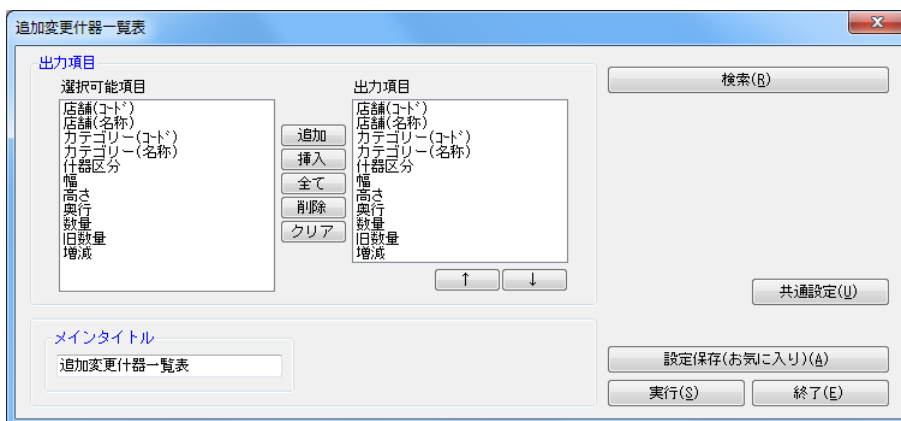 追加変更什器一覧表
出力項目
検索(R)
選択可能項目
出力項目
店舗(ｺｰﾄﾞ)
店舗(名称)
カテゴリー(ｺｰﾄﾞ)
カテゴリー(名称)
什器区分
幅
高さ
奥行
数量
旧数量
増減
追加
挿入
全て
削除
クリア
店舗(ｺｰﾄﾞ)
店舗(名称)
カテゴリー(ｺｰﾄﾞ)
カテゴリー(名称)
什器区分
幅
高さ
奥行
数量
旧数量
増減
↑
↓
共通設定(U)
メインタイトル
追加変更什器一覧表
設定保存(お気に入り)(A)
実行(S)
終了(E)